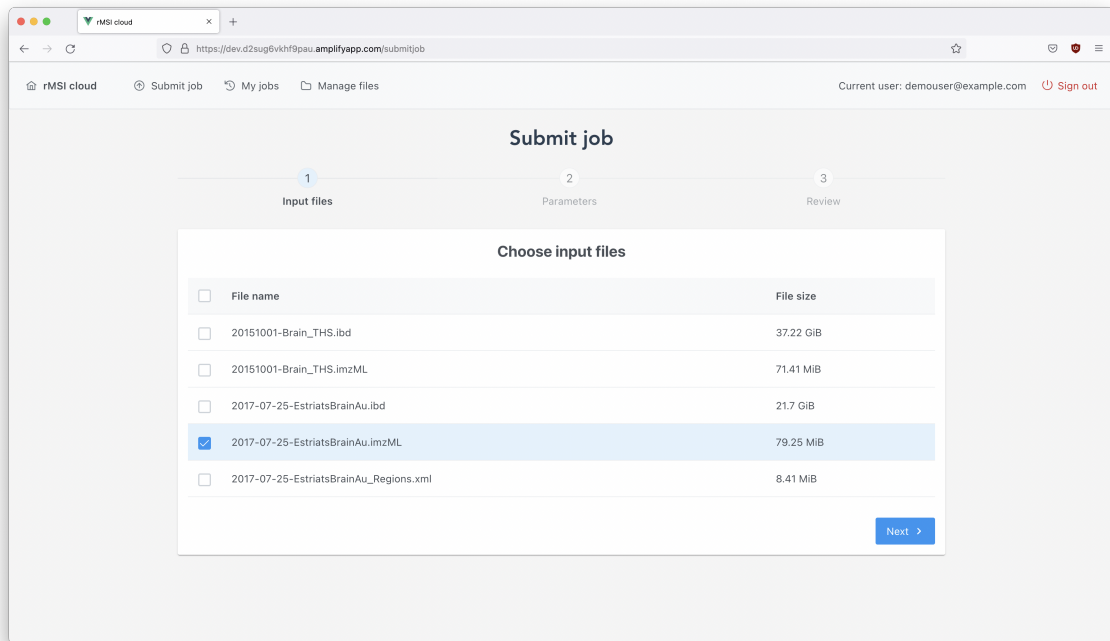 rMSI cloud
https://dev.d2sug6vkhf9pau.amplifyapp.com/submitjob
rMSI cloud Submit job My jobs Manage files Current user: demouser@example.com Sign out
Submit job
1 2 3
Input files Parameters Review
Choose input files
File name File size
20151001-Brain_THS.ibd 37.22 GiB
20151001-Brain_THS.imzML 71.41 MiB
2017-07-25-EstriatsBrainAu.ibd 21.7 GiB
2017-07-25-EstriatsBrainAu.imzML 79.25 MiB
2017-07-25-EstriatsBrainAu_Regions.xml 8.41 MiB
Next